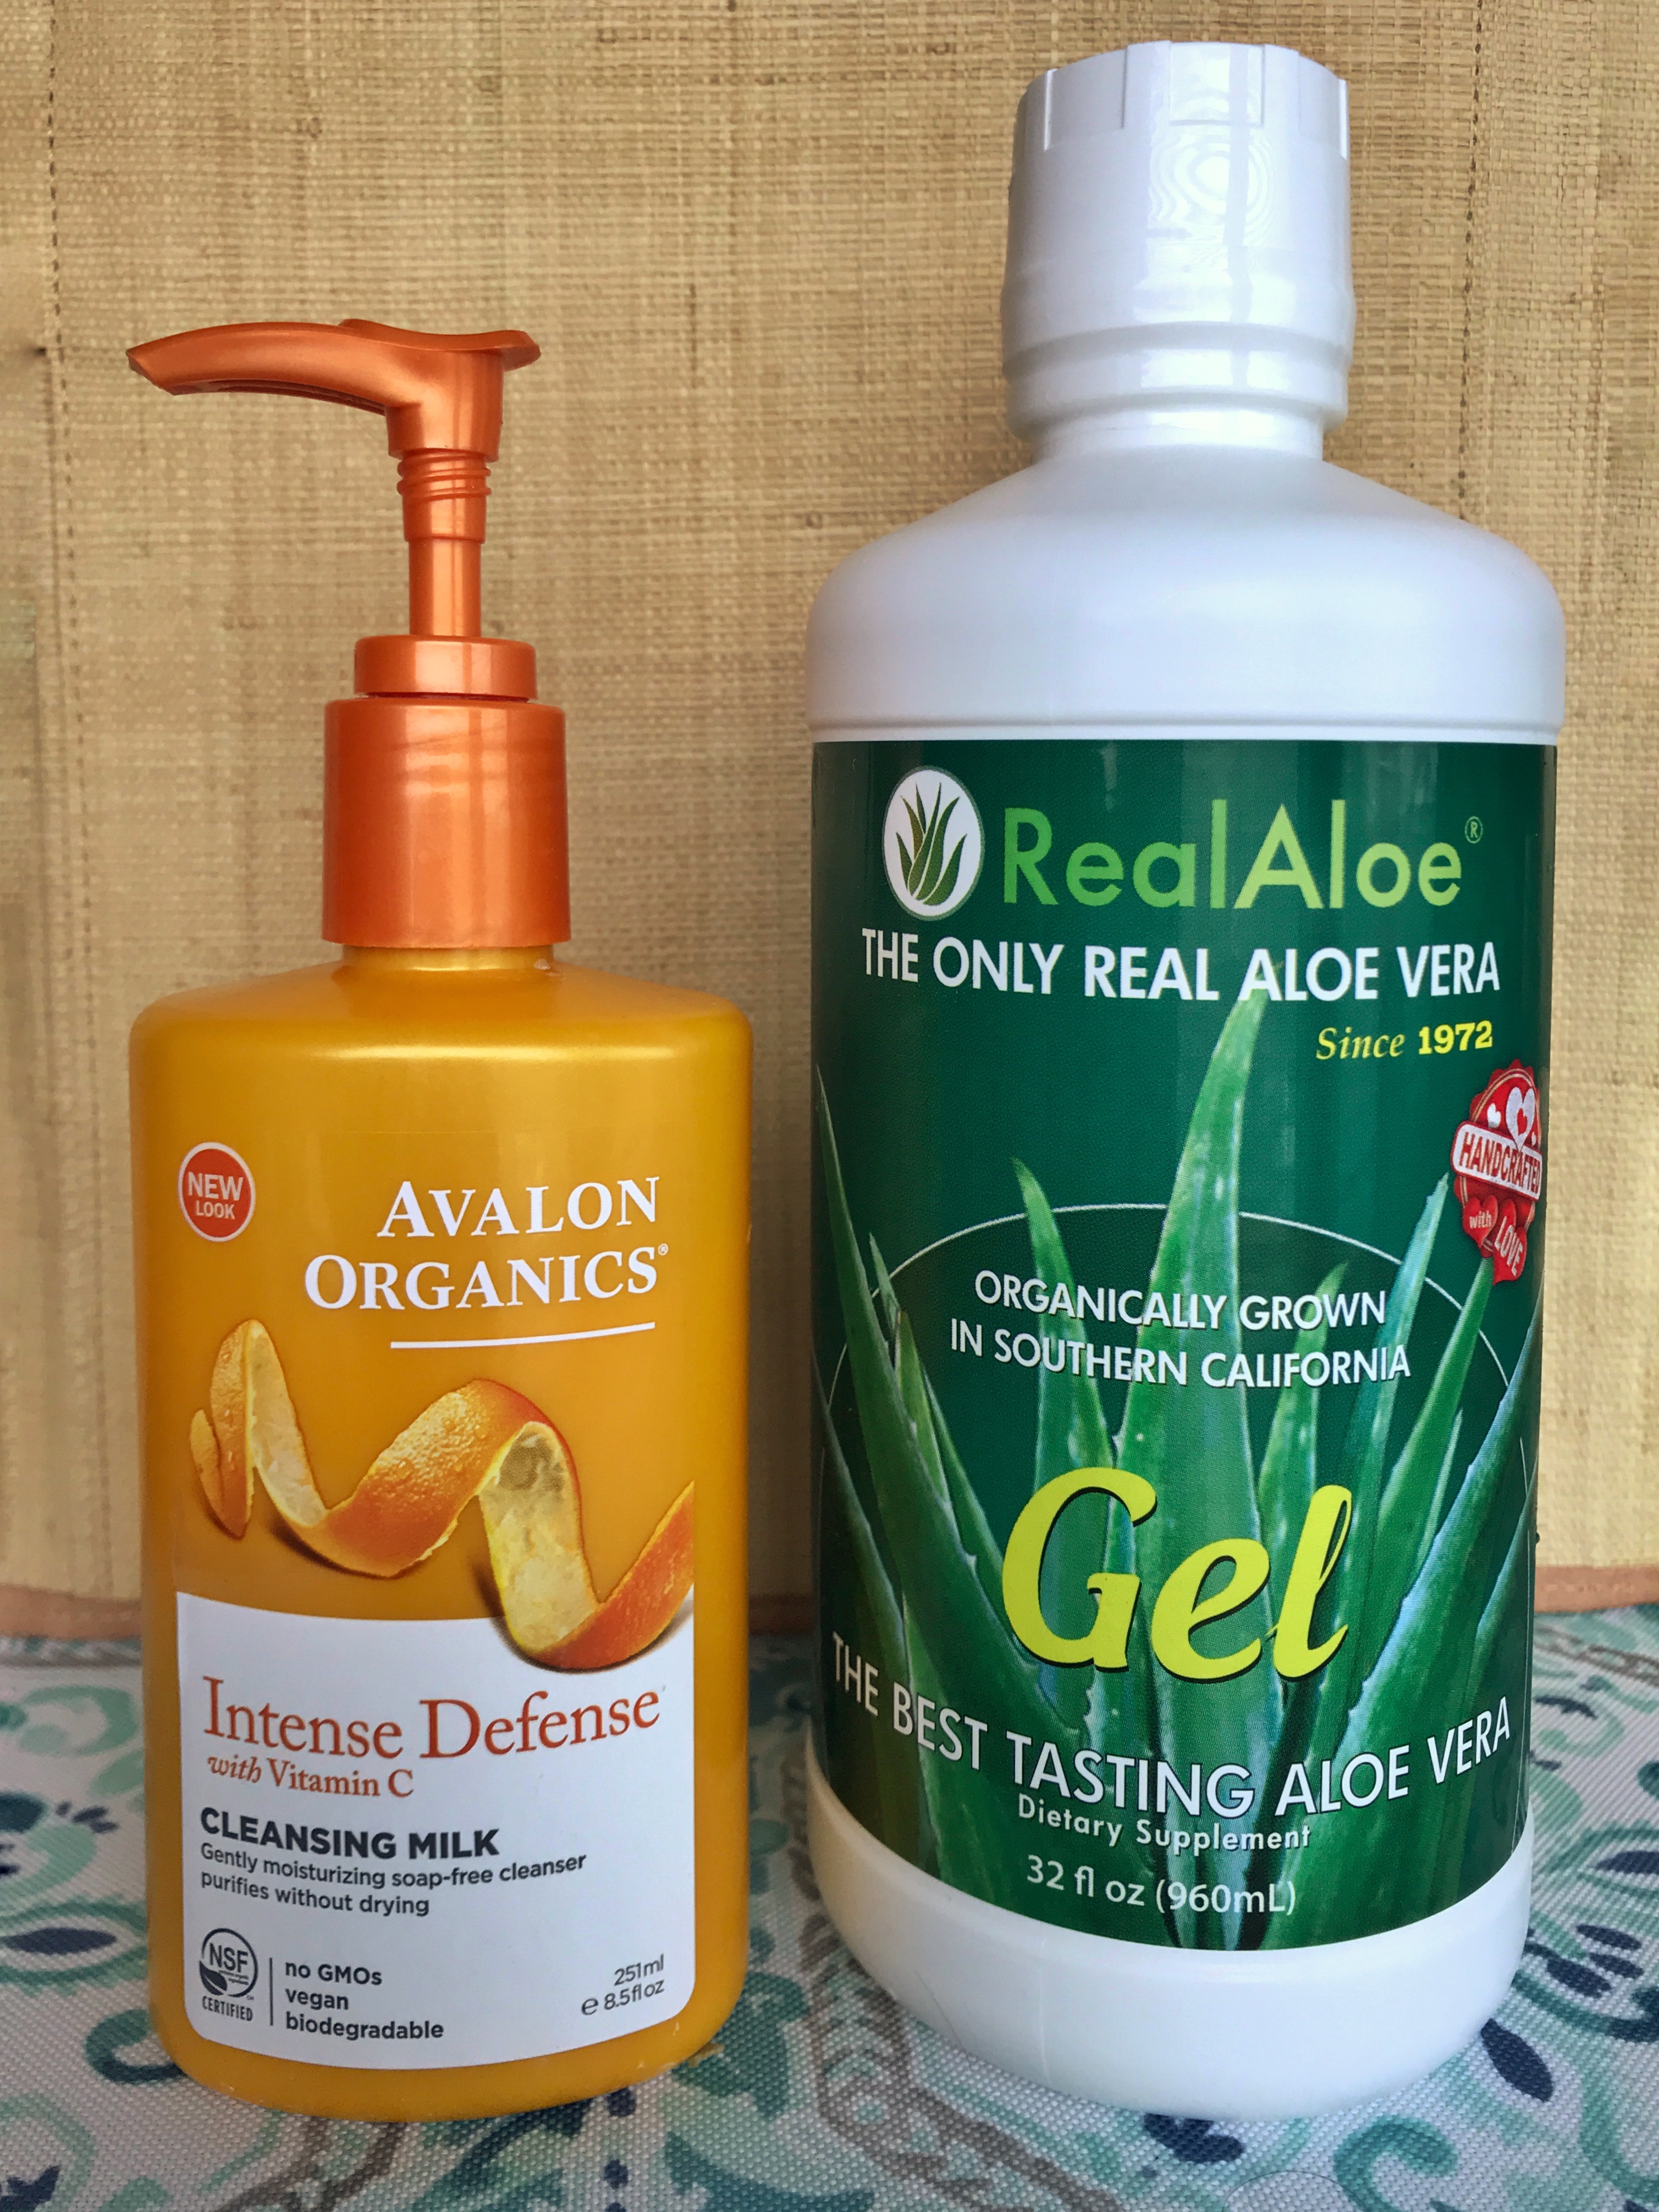 NEW
LOOK
AVALON
ORGANICS®
Intense Defense
with Vitamin C
CLEANSING MILK
Gently moisturizing soap-free cleanser
purifies without drying
NSF
CERTIFIED
no GMOs
vegan
biodegradable
251ml
e 8.5fl oz
RealAloe®
THE ONLY REAL ALOE VERA
Since 1972
HANDCRAFTED
with
LOVE
ORGANICALLY GROWN
IN SOUTHERN CALIFORNIA
Gel
THE BEST TASTING ALOE VERA
Dietary Supplement
32 fl oz (960mL)